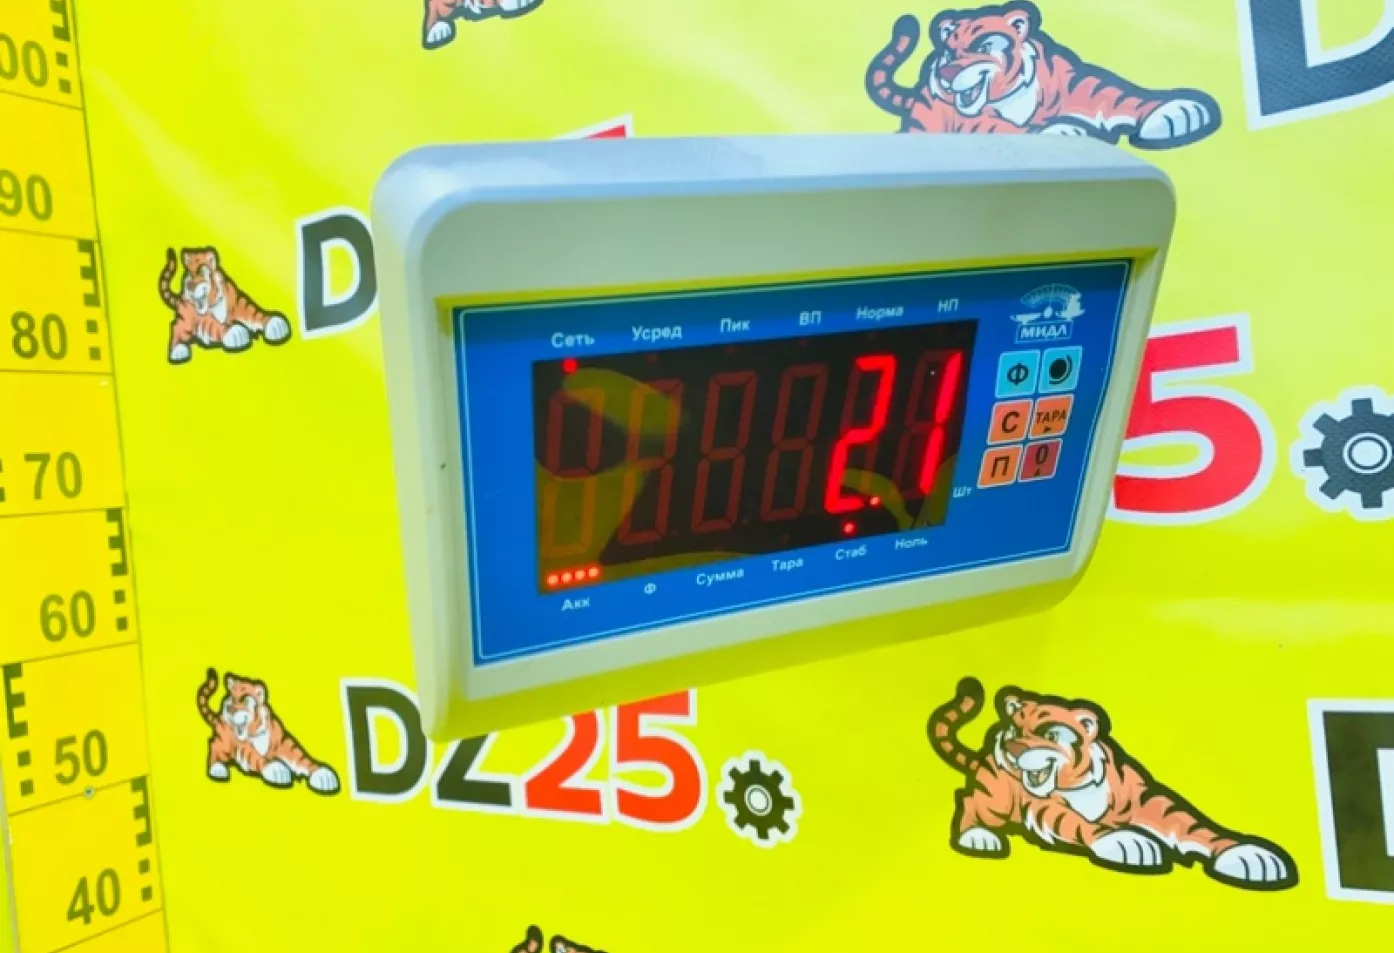 00
90
80
70
60
E
50
40
D
5
DZ25
D
D
Сеть Усред Пик ВП Норма НП
МИДЛ
2.1
Ф
С ТАРА
П 0
Шт
Акк Ф Сумма Тара Стаб Ноль